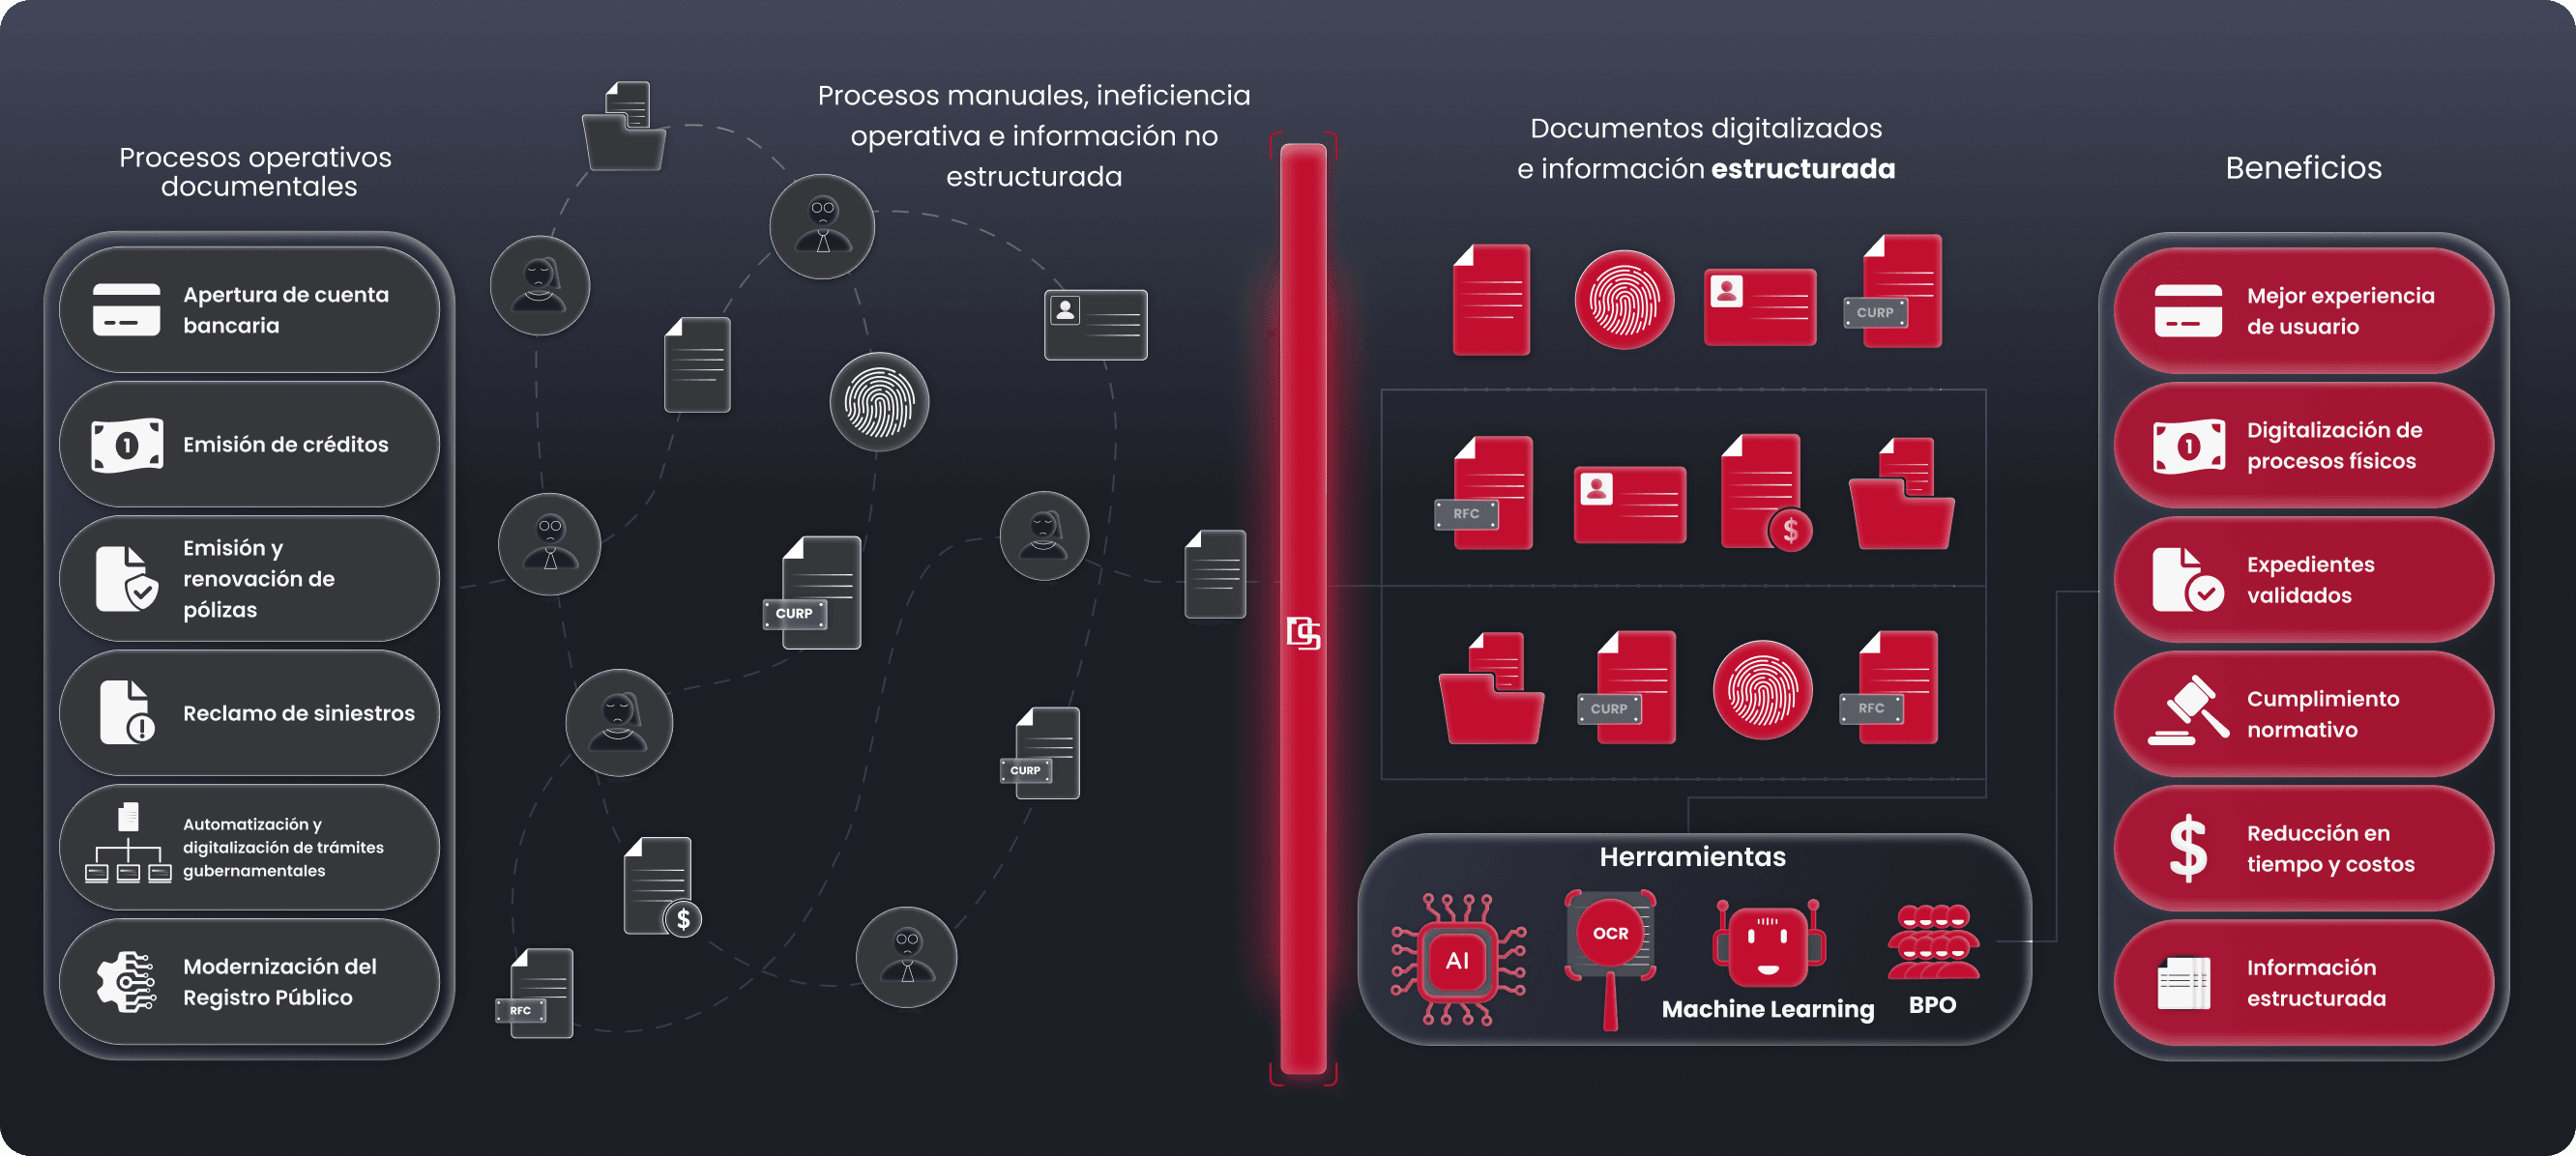 Procesos operativos
documentales
Apertura de cuenta
bancaria
1
Emisión de créditos
Emisión y
renovación de
pólizas
Reclamo de siniestros
Automatización y
digitalización de trámites
gubernamentales
Modernización del
Registro Público
Procesos manuales, ineficiencia
operativa e información no
estructurada
CURP
CURP
$
RFC
DS
Documentos digitalizados
e información estructurada
CURP
RFC
$
CURP
RFC
Herramientas
AI
OCR
Machine Learning
BPO
Beneficios
Mejor experiencia
de usuario
1
Digitalización de
procesos físicos
Expedientes
validados
Cumplimiento
normativo
$
Reducción en
tiempo y costos
Información
estructurada